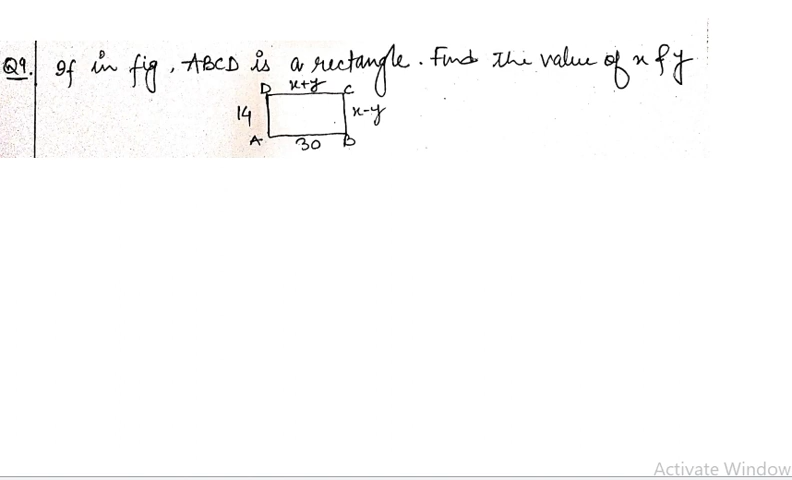 Q9. If in fig, ABCD is a rectangle. Find the value of x & y
D x+y C
14 x-y
A 30 B
Activate Window